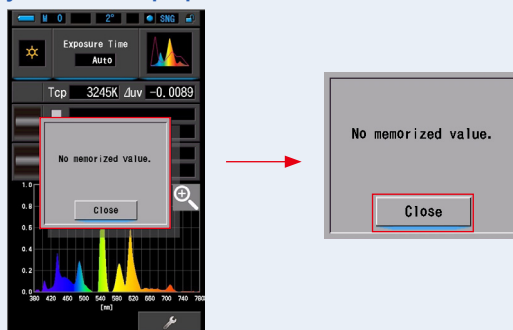 M 0 2° SNG
Exposure Time
Auto
Tcp 3245K ⊿uv -0.0089
No memorized value.
Close
1.0
0.8
0.6
0.4
0.2
0.0
380 420 460 500 540 580 620 660 700 740 780
[nm]
No memorized value.
Close